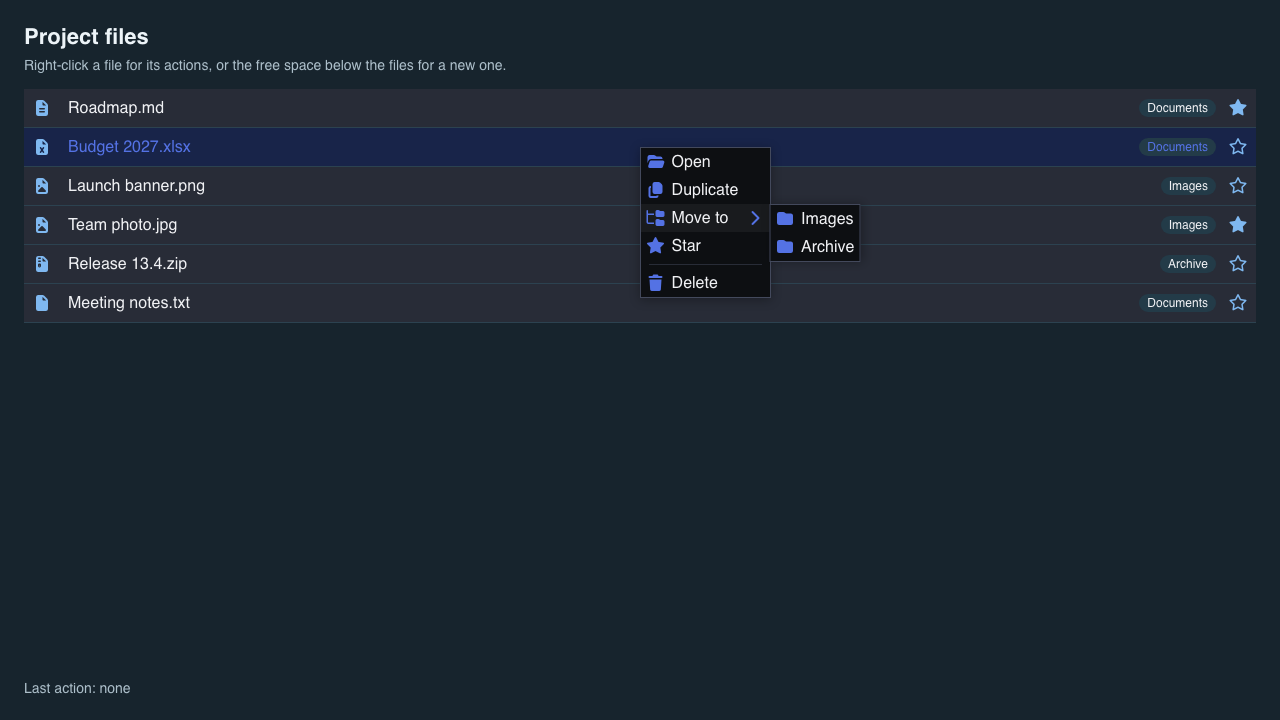 Project files
Right-click a file for its actions, or the free space below the files for a new one.
Roadmap.md Documents
Budget 2027.xlsx Documents
Launch banner.png Images
Team photo.jpg Images
Release 13.4.zip Archive
Meeting notes.txt Documents
Open
Duplicate
Move to
Star
Delete
Images
Archive
Last action: none